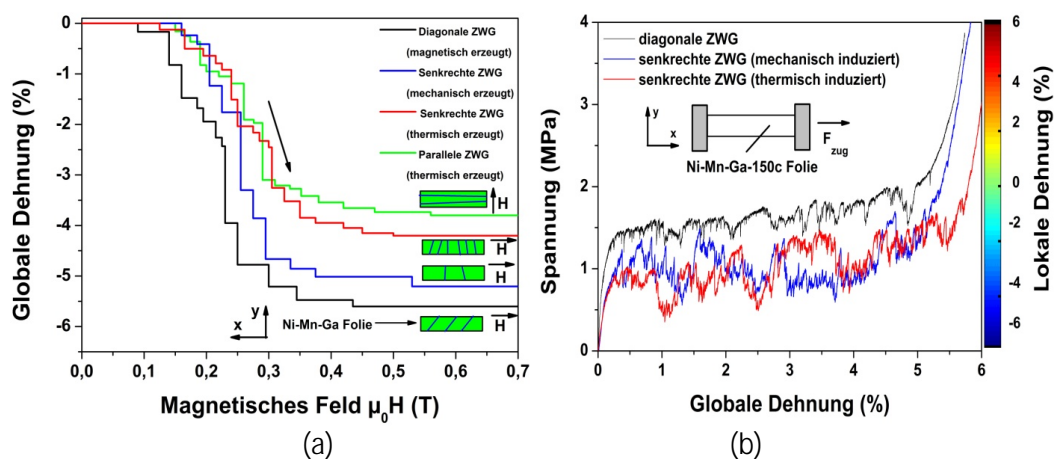 Globale Dehnung (%)
0
-1
-2
-3
-4
-5
-6
Diagonale ZWG
(magnetisch erzeugt)
Senkrechte ZWG
(mechanisch erzeugt)
Senkrechte ZWG
(thermisch erzeugt)
Parallele ZWG
(thermisch erzeugt)
H
H
H
H
y
x
Ni-Mn-Ga Folie
0,0 0,1 0,2 0,3 0,4 0,5 0,6 0,7
Magnetisches Feld μ0H (T)
(a)
Spannung (MPa)
4
3
2
1
0
diagonale ZWG
senkrechte ZWG (mechanisch induziert)
senkrechte ZWG (thermisch induziert)
y
x
Fzug
Ni-Mn-Ga-150c Folie
0 1 2 3 4 5 6
Globale Dehnung (%)
(b)
6
4
2
0
-2
-4
-6
Lokale Dehnung (%)